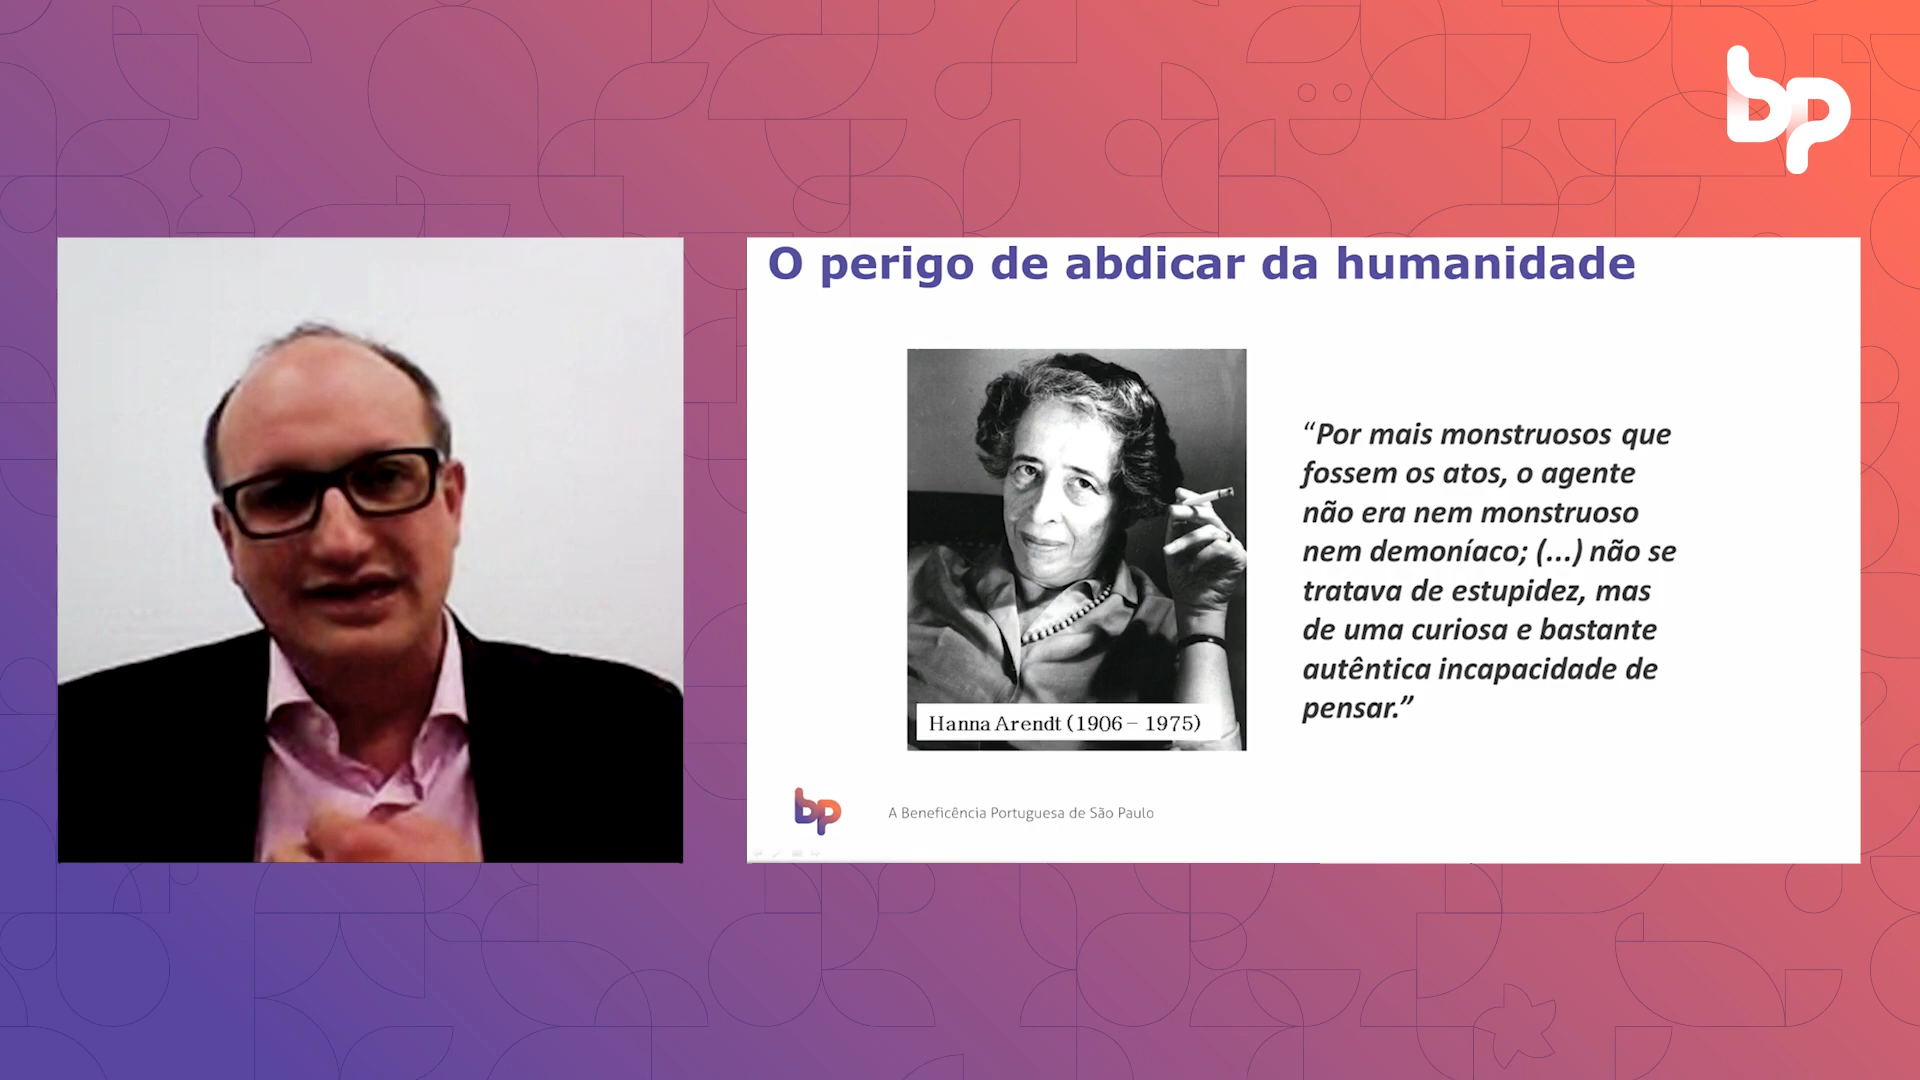 bp
O perigo de abdicar da humanidade
“Por mais monstruosos que
fossem os atos, o agente
não era nem monstruoso
nem demoníaco; (...) não se
tratava de estupidez, mas
de uma curiosa e bastante
autêntica incapacidade de
pensar.”
Hanna Arendt (1906 – 1975)
bp
A Beneficência Portuguesa de São Paulo